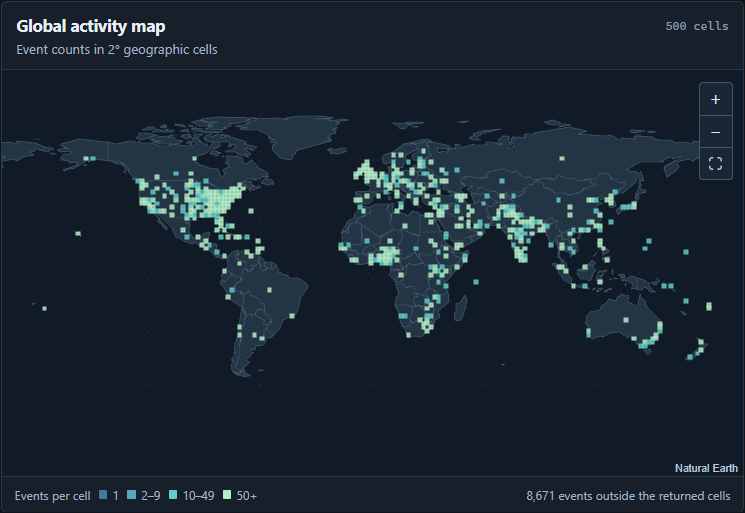 Global activity map
500 cells
Event counts in 2° geographic cells
+
−
Natural Earth
Events per cell 1 2–9 10–49 50+
8,671 events outside the returned cells